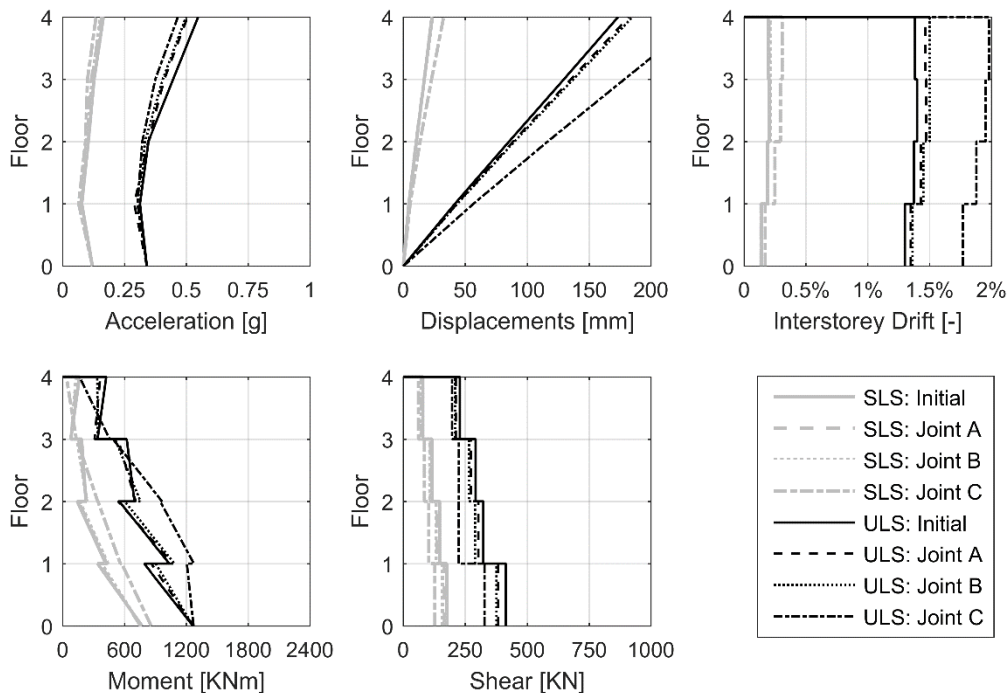 4
3
2
1
0
Floor
0
0.25
0.5
0.75
1
Acceleration [g]
4
3
2
1
0
Floor
0
50
100
150
200
Displacements [mm]
4
3
2
1
0
Floor
0
0.5%
1%
1.5%
2%
Interstorey Drift [-]
4
3
2
1
0
Floor
0
600
1200
1800
2400
Moment [KNm]
4
3
2
1
0
Floor
0
250
500
750
1000
Shear [KN]
SLS: Initial
SLS: Joint A
SLS: Joint B
SLS: Joint C
ULS: Initial
ULS: Joint A
ULS: Joint B
ULS: Joint C